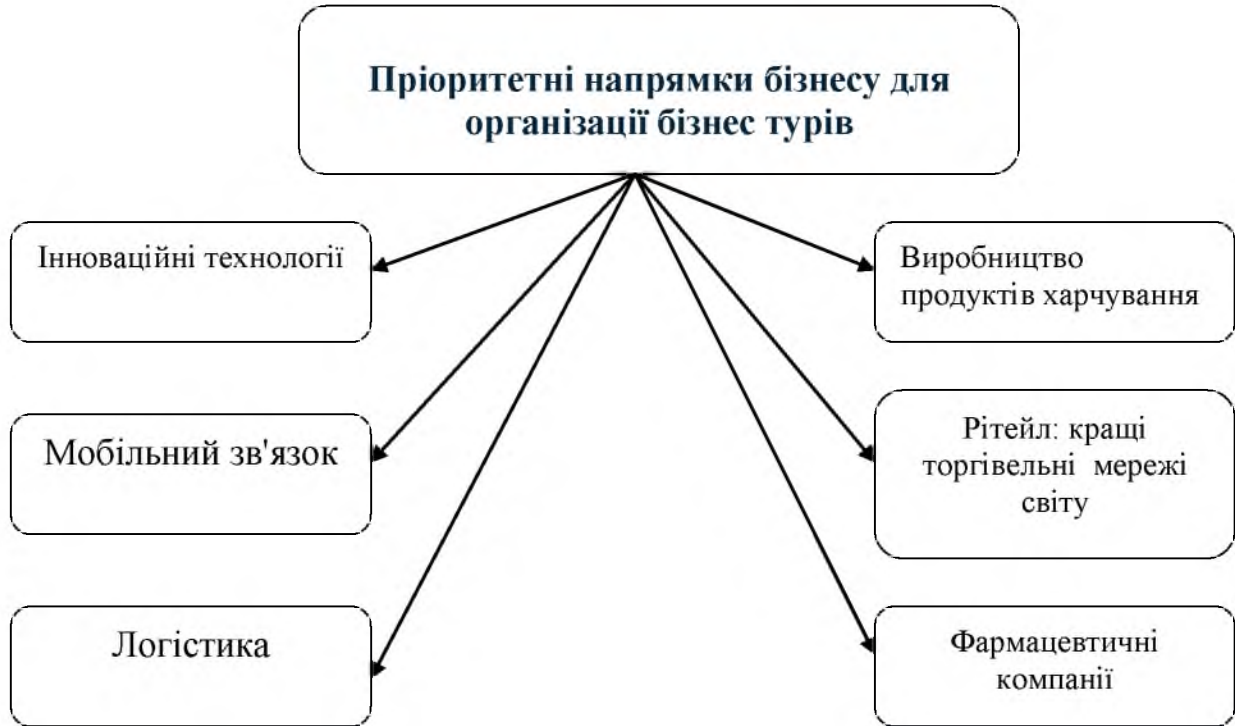 Пріоритетні напрямки бізнесу для
організації бізнес турів
Інноваційні технології
Виробництво
продуктів харчування
Мобільний зв'язок
Рітейл: кращі
торгівельні мережі
світу
Логістика
Фармацевтичні
компанії